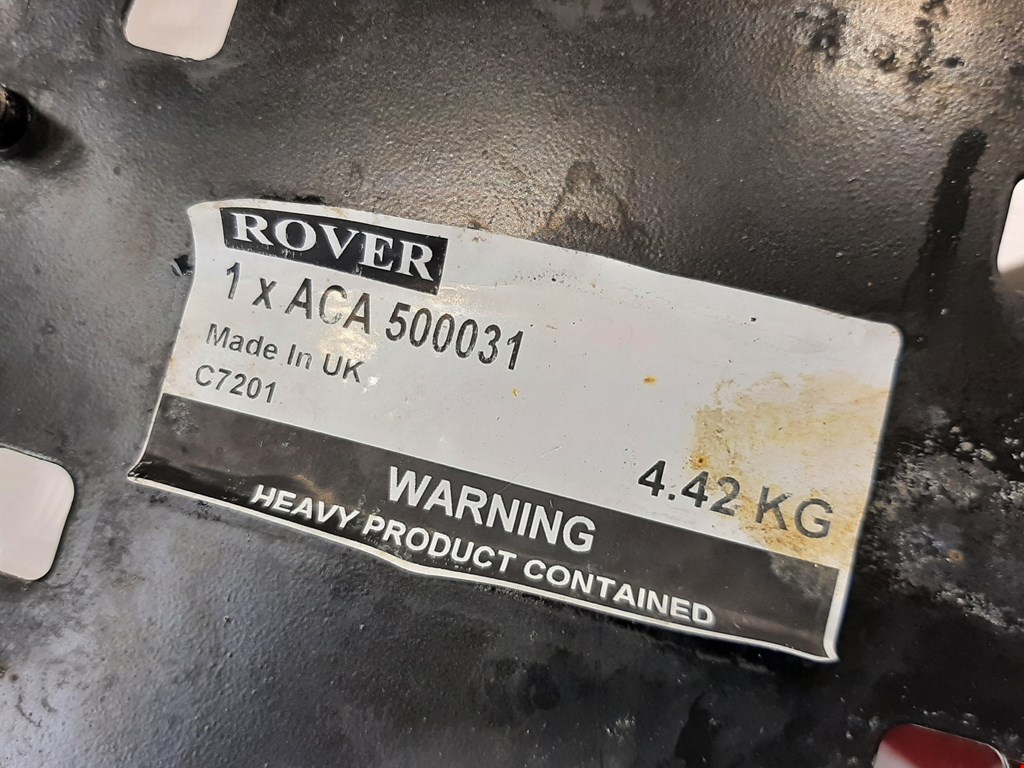 ROVER
1 x ACA 500031
Made In UK
C7201
4.42 KG
WARNING
HEAVY PRODUCT CONTAINED